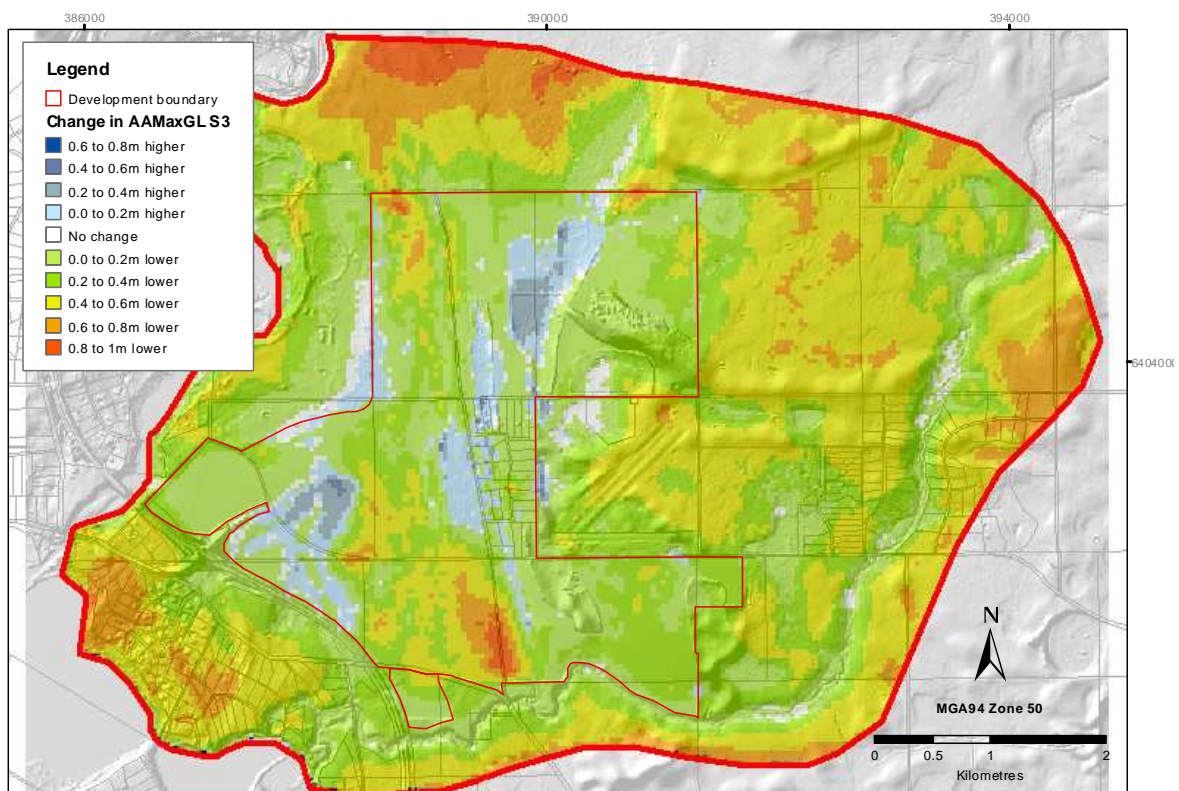 386000 390000 394000
Legend
Development boundary
Change in AAMaxGL S3
0.6 to 0.8m higher
0.4 to 0.6m higher
0.2 to 0.4m higher
0.0 to 0.2m higher
No change
0.0 to 0.2m lower
0.2 to 0.4m lower
0.4 to 0.6m lower
0.6 to 0.8m lower
0.8 to 1m lower
6404000
N
MGA94 Zone 50
0 0.5 1 2
Kilometres